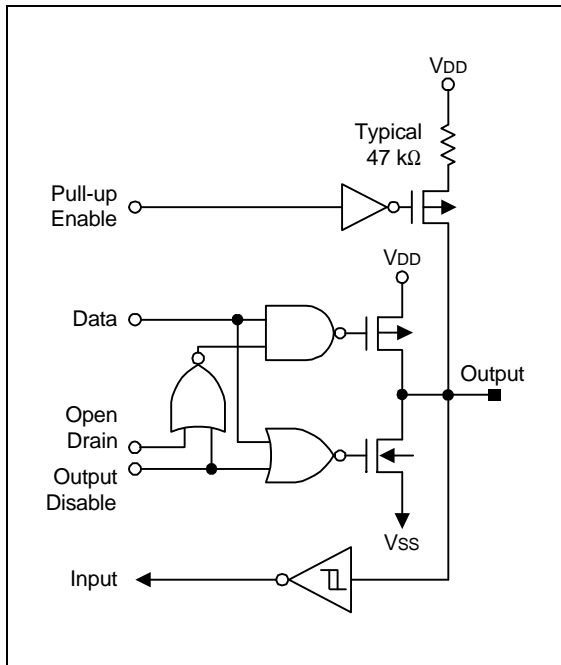 VDD
Typical
47 kΩ
Pull-up
Enable
VDD
Data
Output
Open
Drain
Output
Disable
VSS
Input